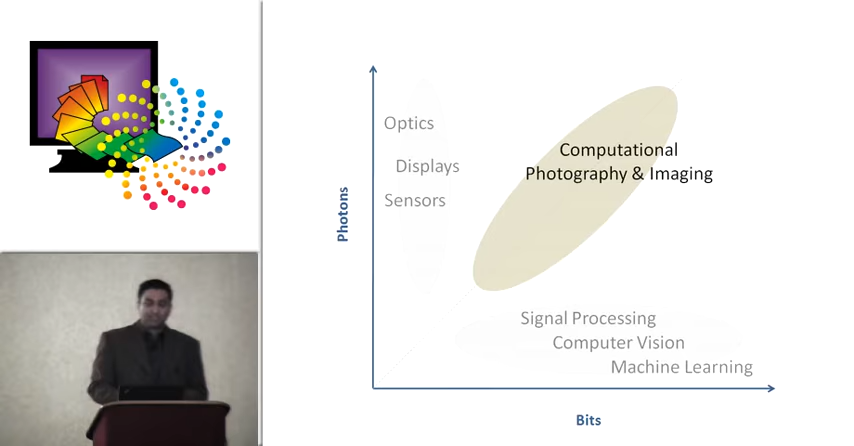 Photons
Optics
Displays
Sensors
Computational
Photography & Imaging
Signal Processing
Computer Vision
Machine Learning
Bits